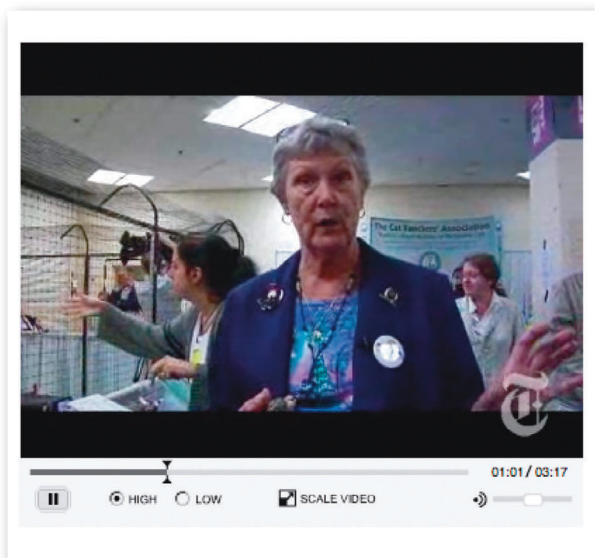 The Cat Fanciers' Association
T
01:01 / 03:17
HIGH
LOW
SCALE VIDEO